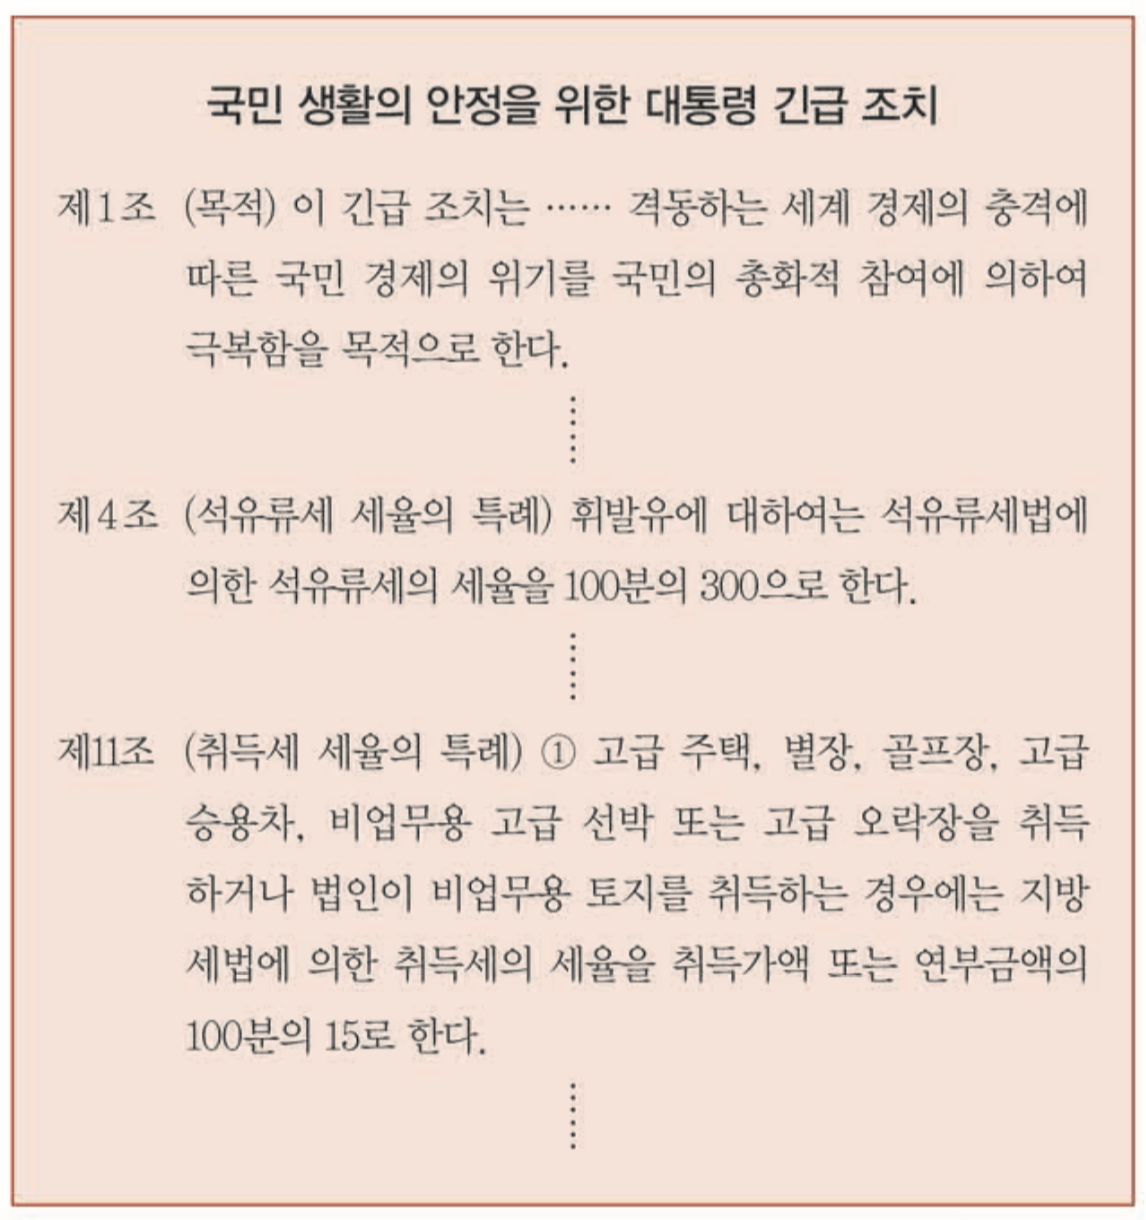 국민 생활의 안정을 위한 대통령 긴급 조치
제1조 (목적) 이 긴급 조치는 …… 격동하는 세계 경제의 충격에
따른 국민 경제의 위기를 국민의 총화적 참여에 의하여
극복함을 목적으로 한다.
⋮
제4조 (석유류세 세율의 특례) 휘발유에 대하여는 석유류세법에
의한 석유류세의 세율을 100분의 300으로 한다.
⋮
제11조 (취득세 세율의 특례) ① 고급 주택, 별장, 골프장, 고급
승용차, 비업무용 고급 선박 또는 고급 오락장을 취득
하거나 법인이 비업무용 토지를 취득하는 경우에는 지방
세법에 의한 취득세의 세율을 취득가액 또는 연부금액의
100분의 15로 한다.
⋮